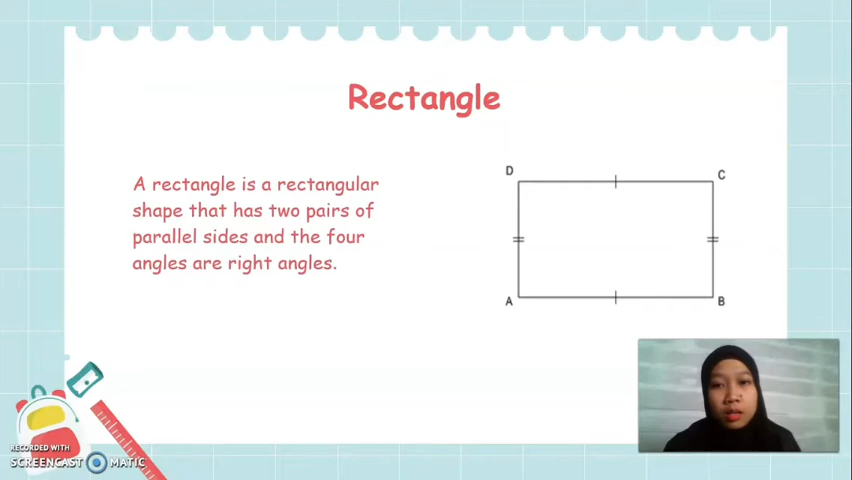 Rectangle
A rectangle is a rectangular
shape that has two pairs of
parallel sides and the four
angles are right angles.
D
C
A
B
RECORDED WITH
SCREENCAST MATIC